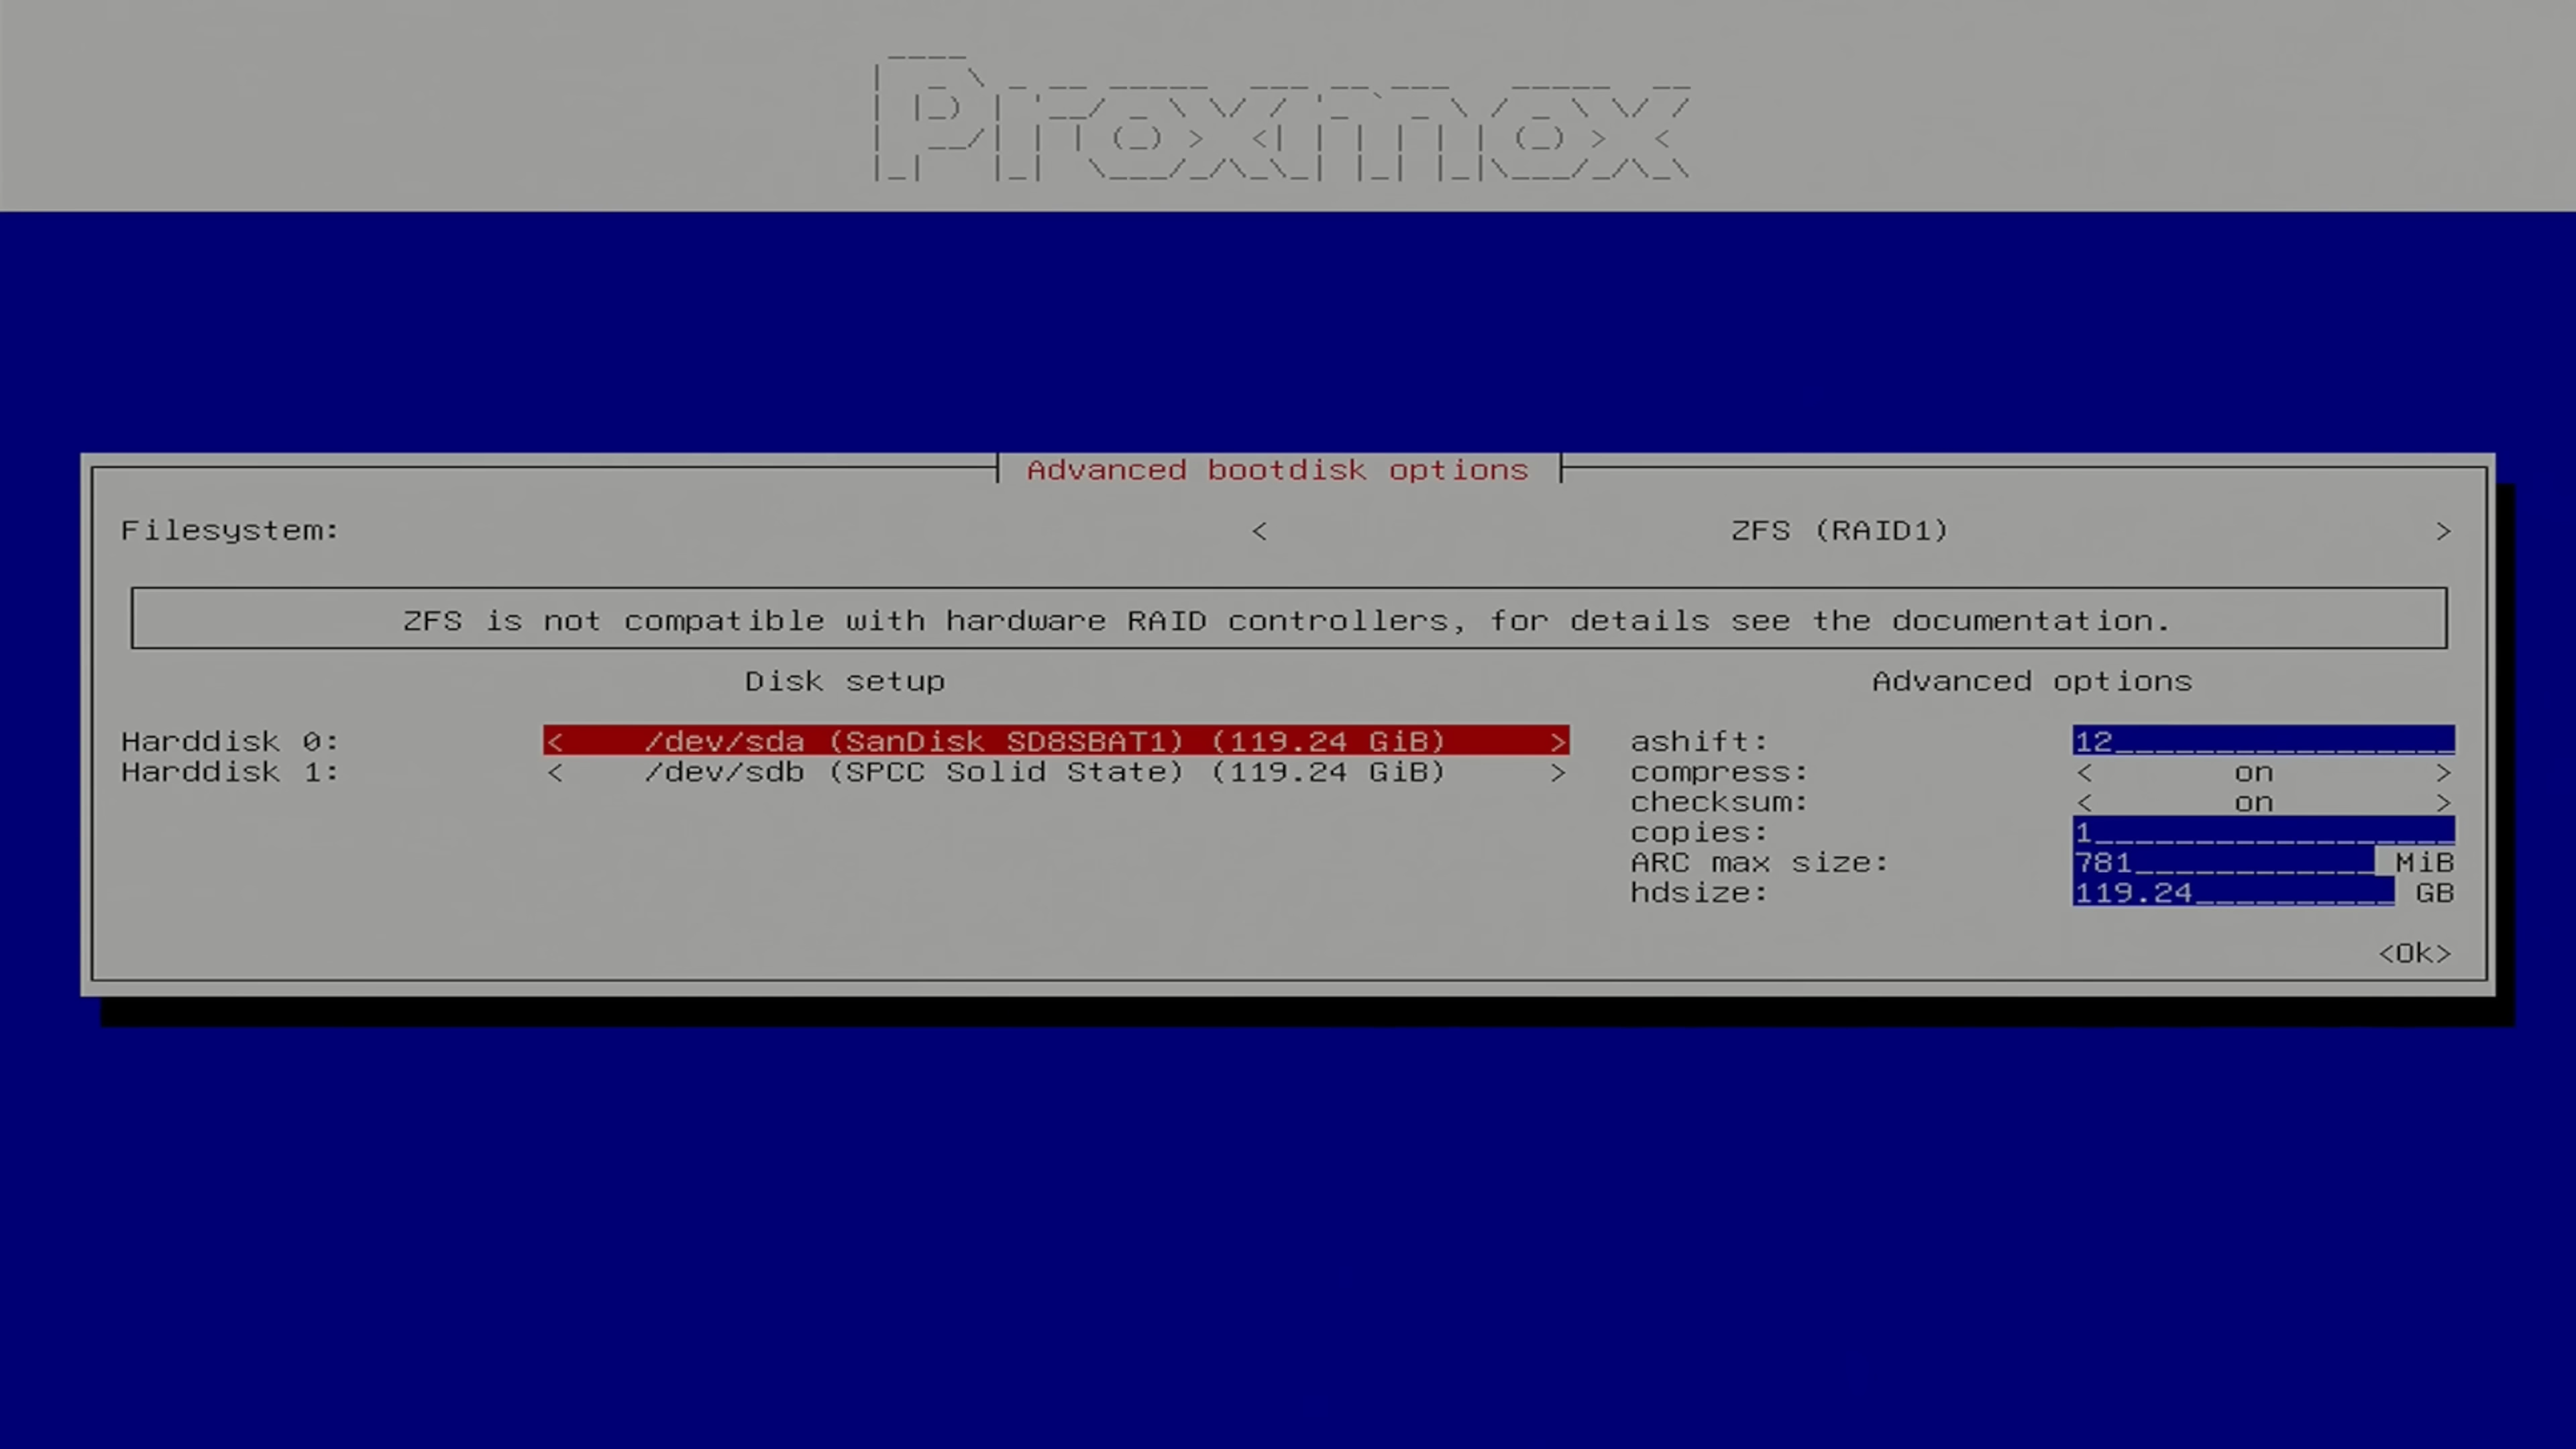 Proxmox
Advanced bootdisk options
Filesystem: < ZFS (RAID1) >
ZFS is not compatible with hardware RAID controllers, for details see the documentation.
Disk setup
Advanced options
Harddisk 0: < /dev/sda (SanDisk SD8SBAT1) (119.24 GiB) >
Harddisk 1: < /dev/sdb (SPCC Solid State) (119.24 GiB) >
ashift: 12
compress: < on >
checksum: < on >
copies: 1
ARC max size: 781 MiB
hdsize: 119.24 GB
<Ok>